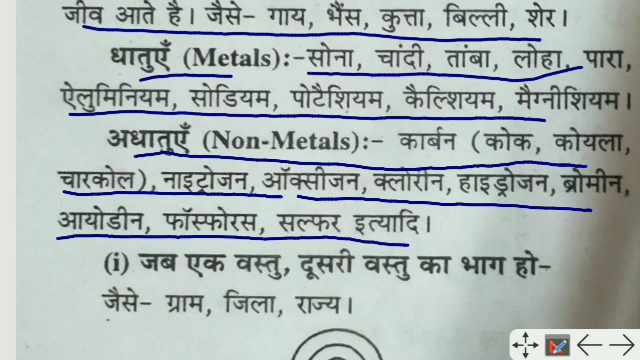 जीव आते है। जैसे– गाय, भैंस, कुत्ता, बिल्ली, शेर।
धातुएँ (Metals):-सोना, चांदी, तांबा, लोहा, पारा,
ऐलुमिनियम, सोडियम, पोटैशियम, कैल्शियम, मैग्नीशियम।
अधातुएँ (Non-Metals):- कार्बन (कोक, कोयला,
चारकोल), नाइट्रोजन, ऑक्सीजन, क्लोरीन, हाइड्रोजन, ब्रोमीन,
आयोडीन, फॉस्फोरस, सल्फर इत्यादि।
(i) जब एक वस्तु, दूसरी वस्तु का भाग हो–
जैसे– ग्राम, जिला, राज्य।